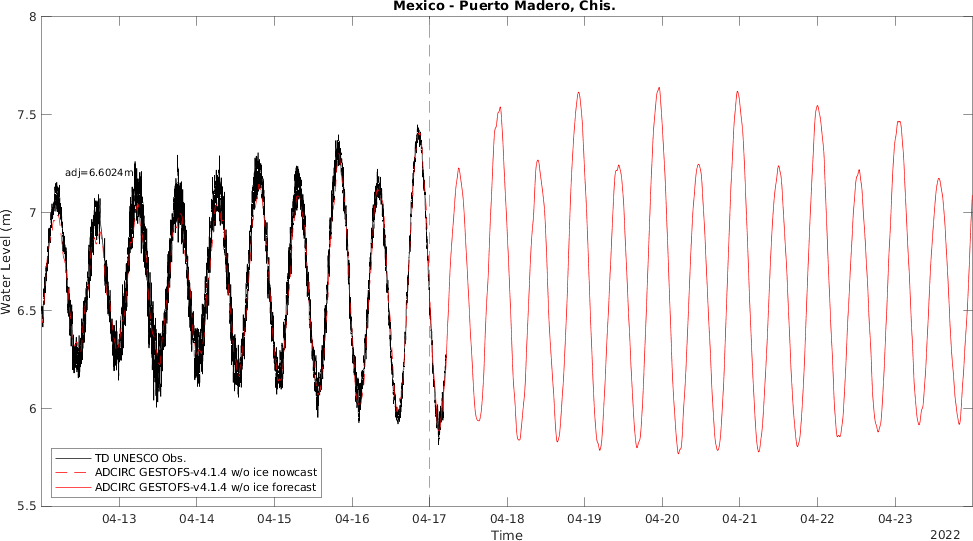 Mexico - Puerto Madero, Chis.
8
7.5
7
6.5
6
5.5
Water Level (m)
adj=6.6024m
TD UNESCO Obs.
ADCIRC GESTOFS-v4.1.4 w/o ice nowcast
ADCIRC GESTOFS-v4.1.4 w/o ice forecast
04-13 04-14 04-15 04-16 04-17 04-18 04-19 04-20 04-21 04-22 04-23
Time
2022